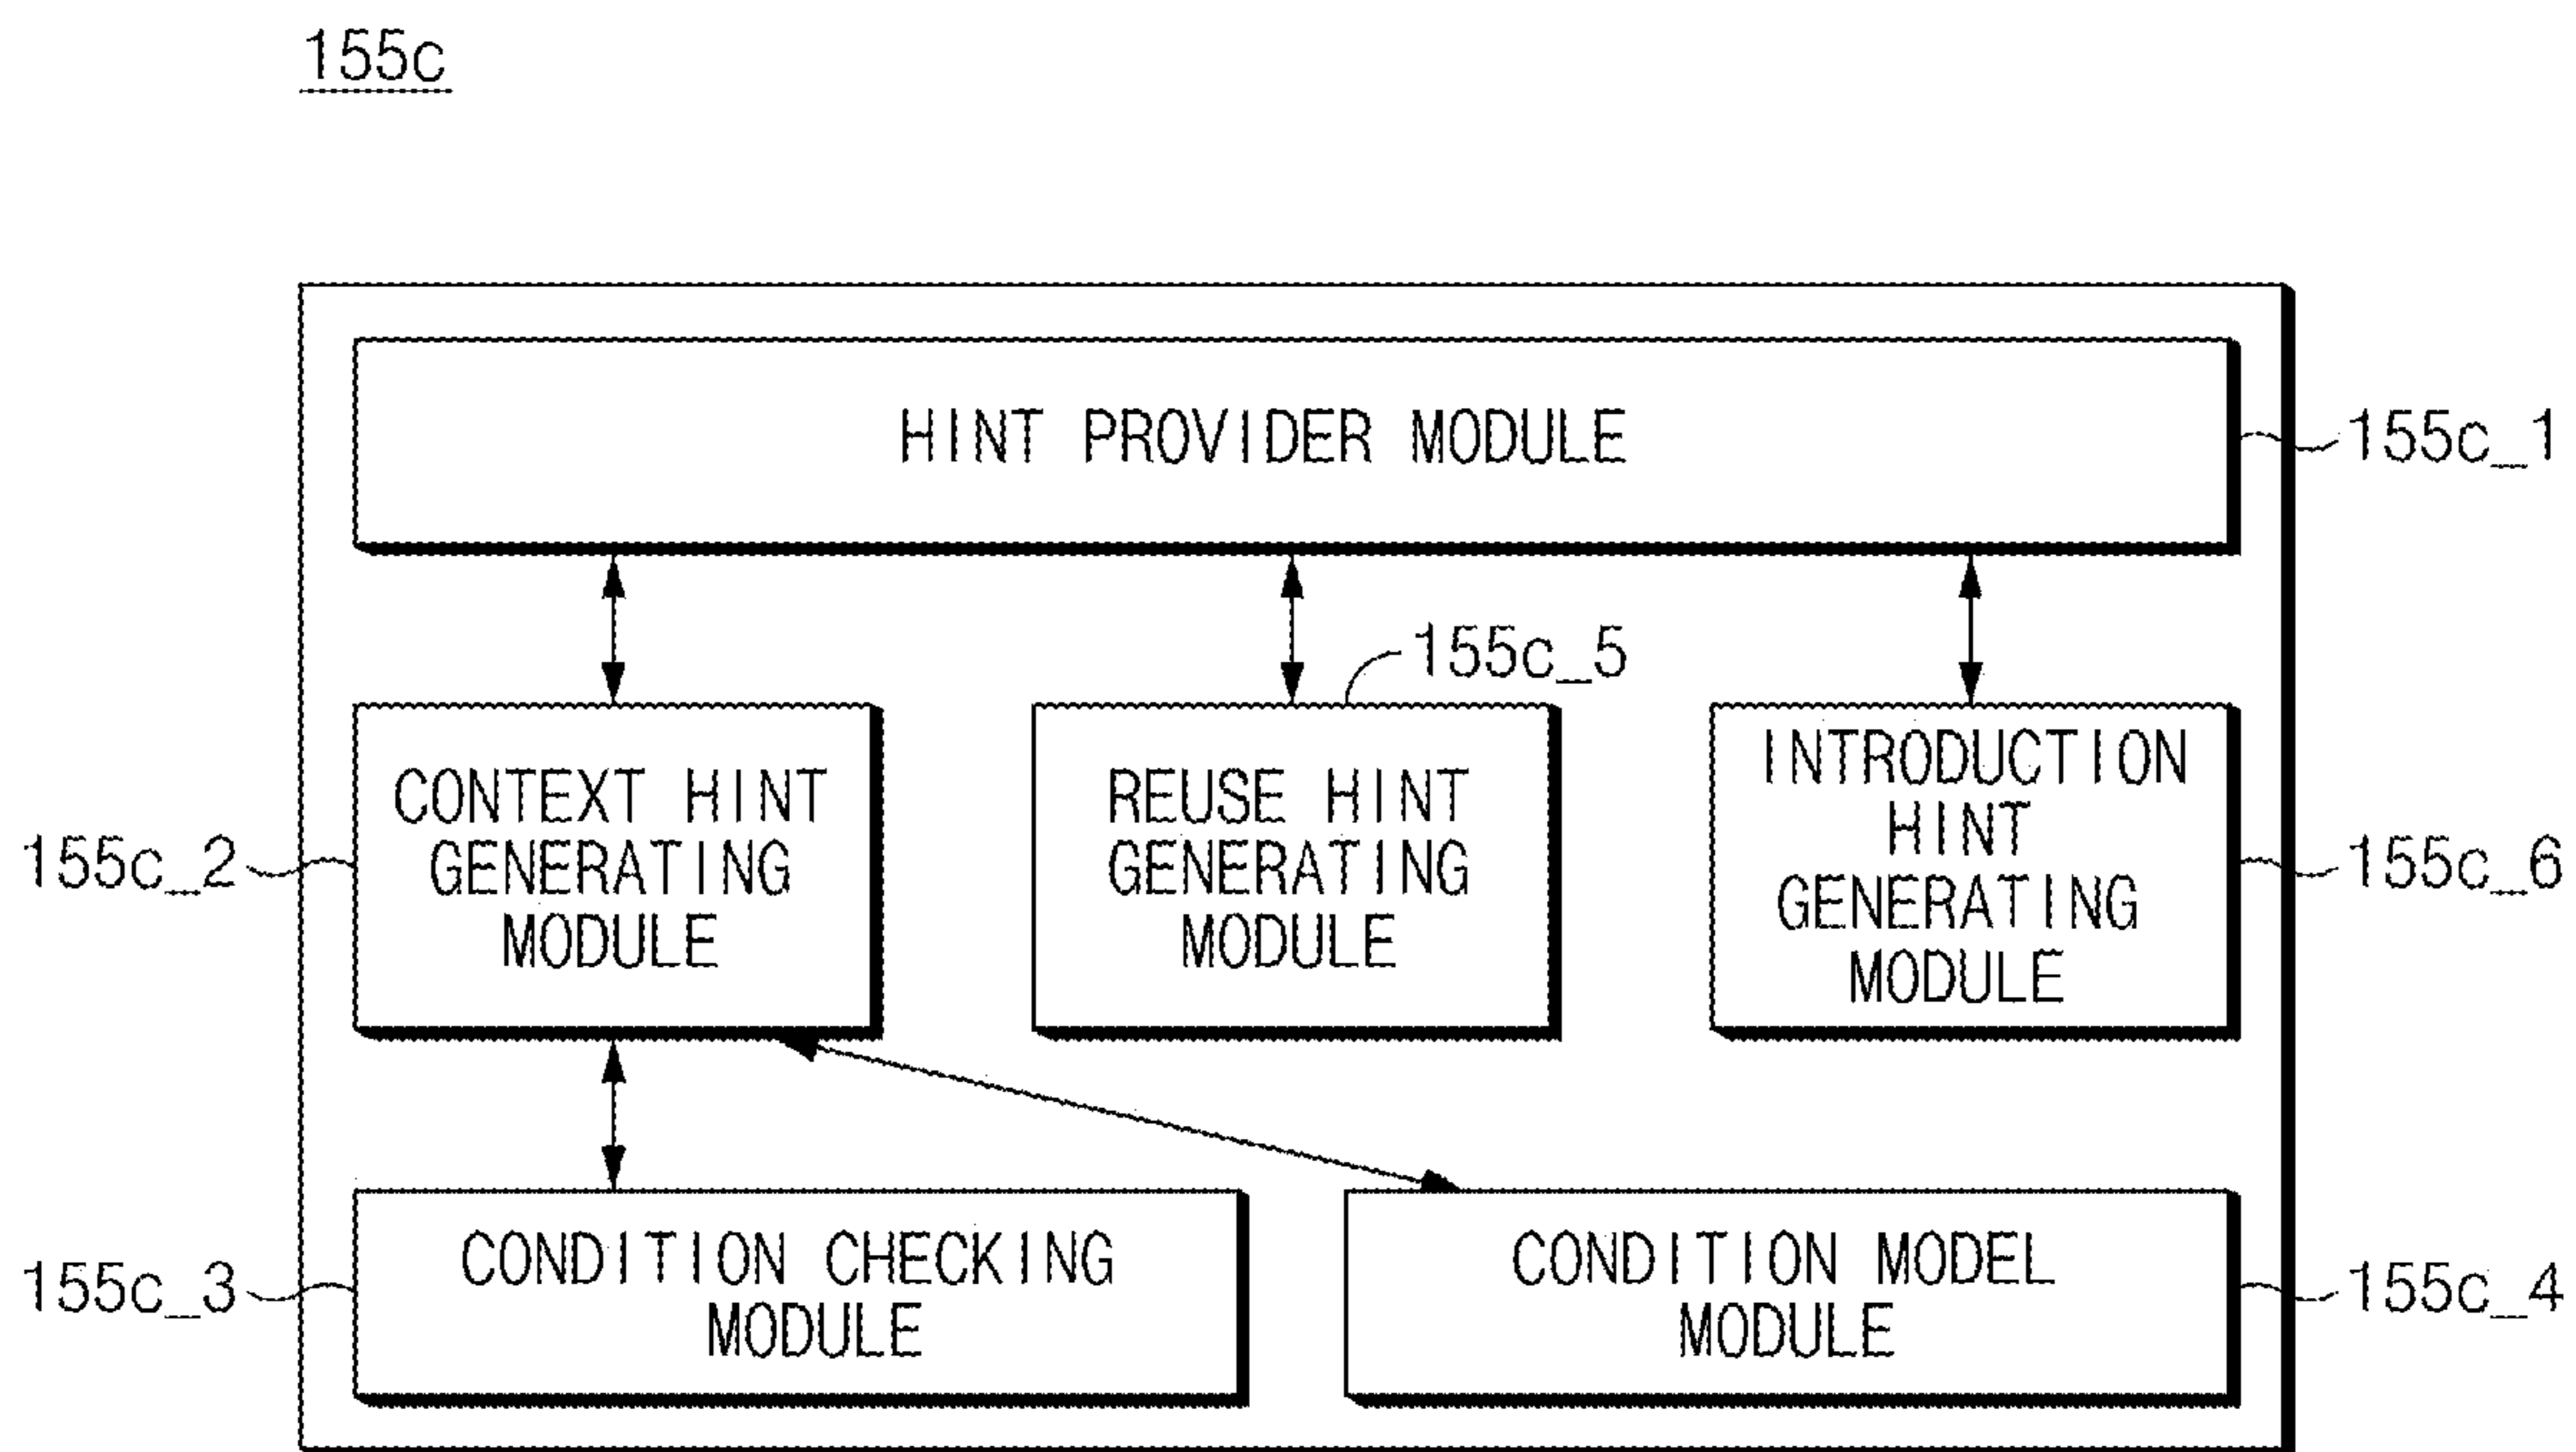 155c
HINT PROVIDER MODULE
155c_1
155c_5
CONTEXT HINT
GENERATING
MODULE
155c_2
REUSE HINT
GENERATING
MODULE
INTRODUCTION
HINT
GENERATING
MODULE
155c_6
CONDITION CHECKING
MODULE
155c_3
CONDITION MODEL
MODULE
155c_4